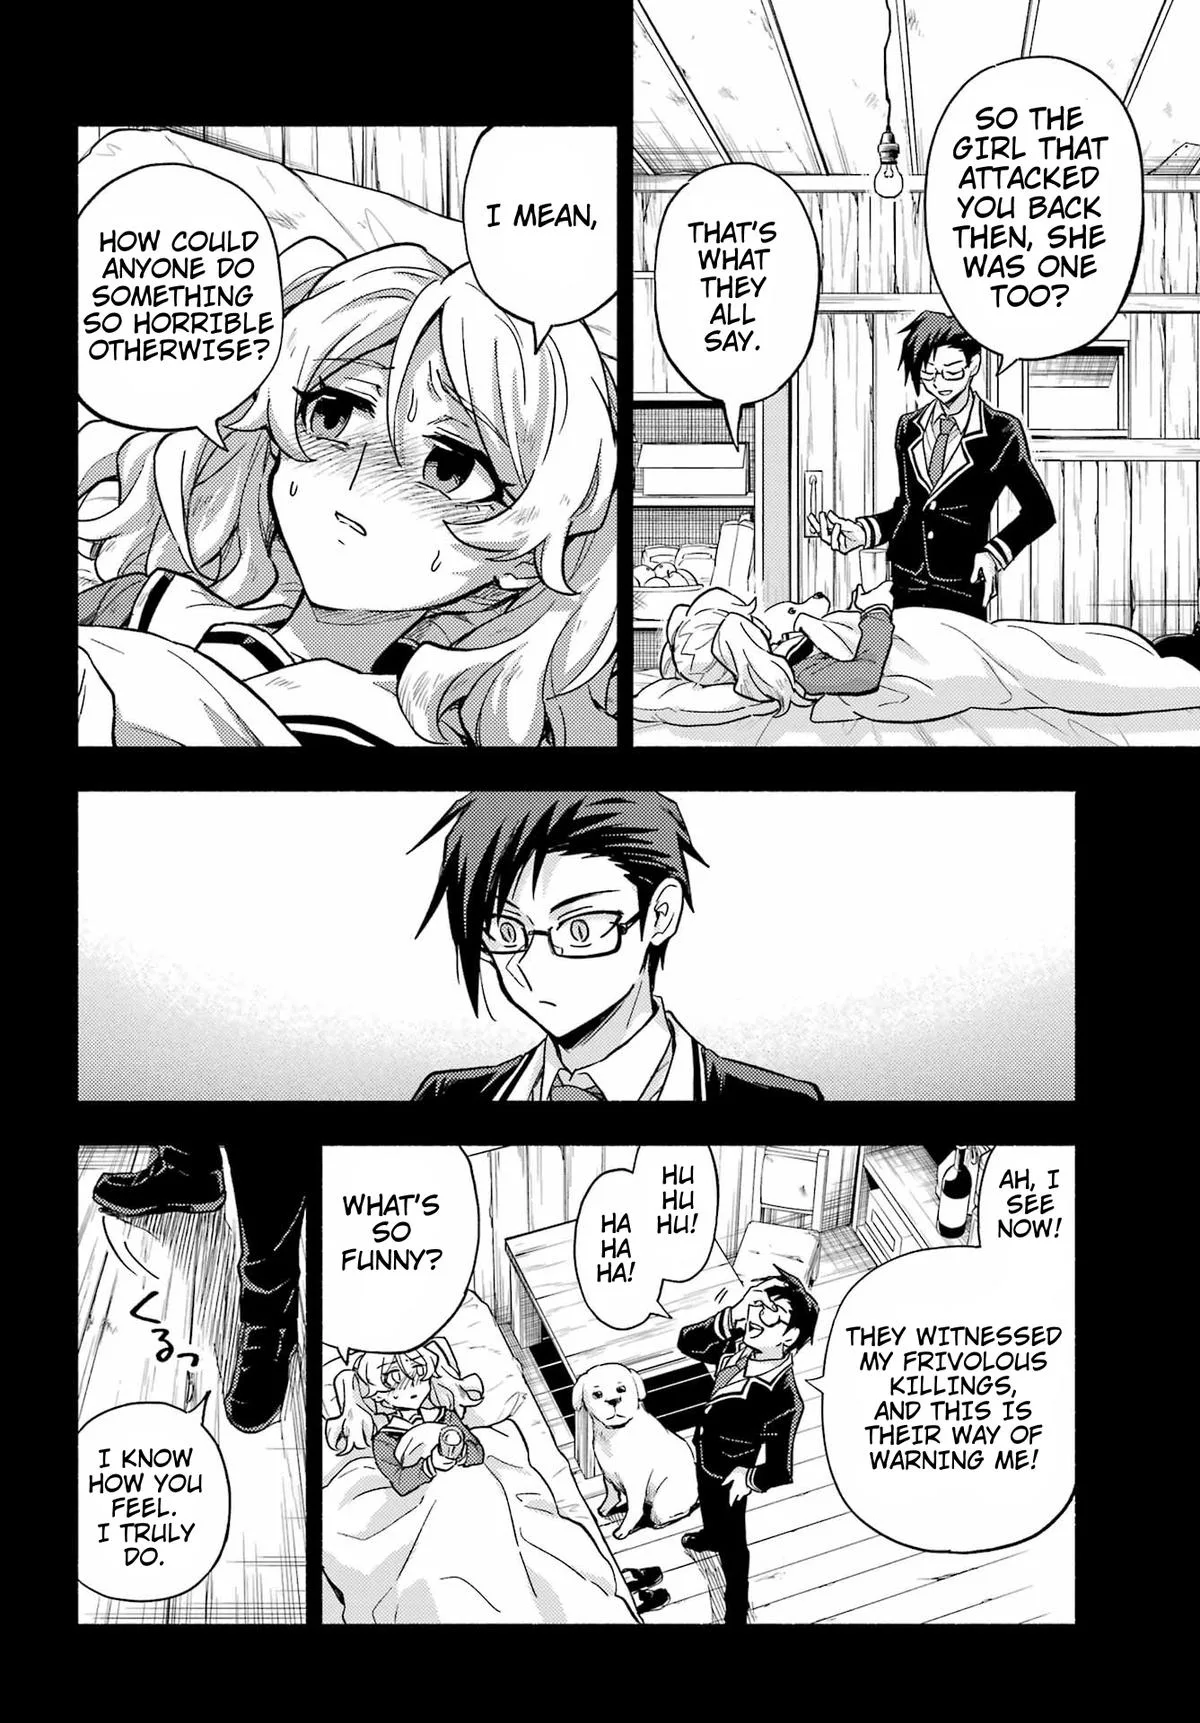 SO THE
GIRL THAT
ATTACKED
YOU BACK
THEN, SHE
WAS ONE
TOO?
THAT'S
WHAT
THEY
ALL
SAY.
I MEAN,
HOW COULD
ANYONE DO
SOMETHING
SO HORRIBLE
OTHERWISE?
AH, I
SEE
NOW!
THEY WITNESSED
MY FRIVOLOUS
KILLINGS,
AND THIS IS
THEIR WAY OF
WARNING ME!
HU
HU
HU!
HA
HA
HA!
WHAT'S
SO
FUNNY?
くるっ
I KNOW
HOW YOU
FEEL.
I TRULY
DO.